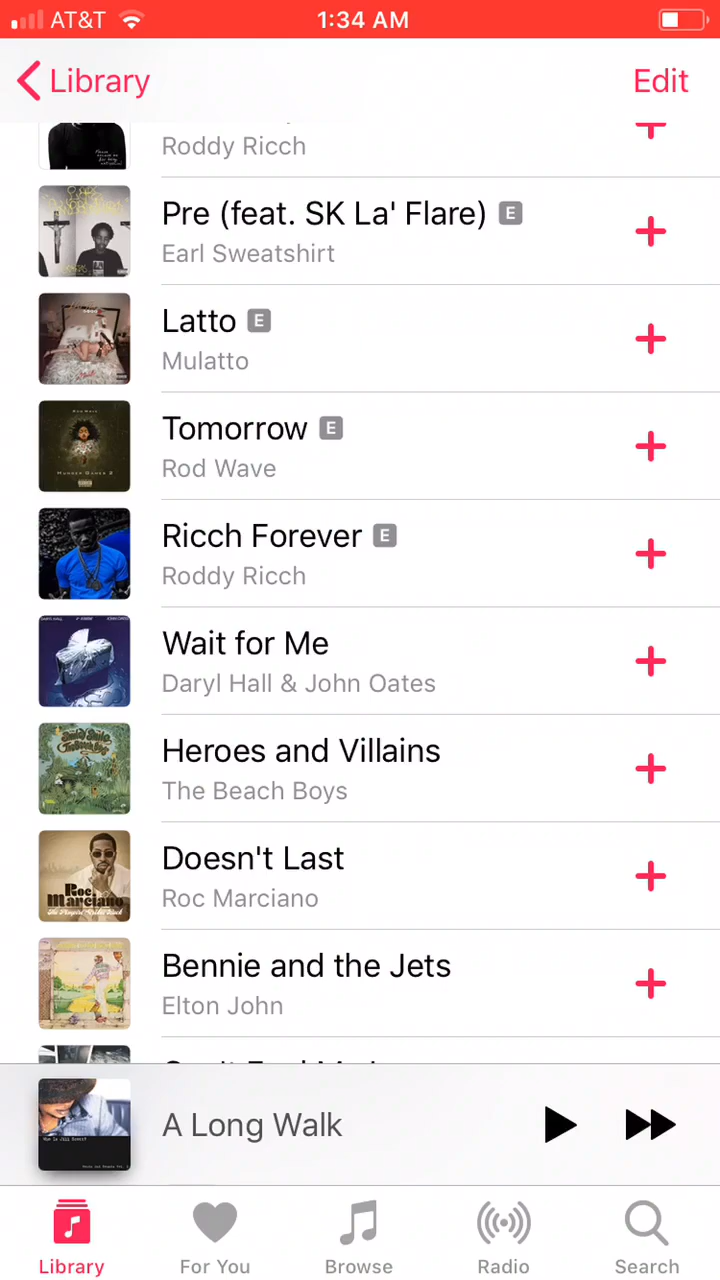 AT&T
1:34 AM
Library
Edit
Roddy Ricch
Pre (feat. SK La' Flare) E
Earl Sweatshirt
Latto E
Mulatto
Tomorrow E
Rod Wave
Ricch Forever E
Roddy Ricch
Wait for Me
Daryl Hall & John Oates
Heroes and Villains
The Beach Boys
Doesn't Last
Roc Marciano
Roc
Marciano
Bennie and the Jets
Elton John
A Long Walk
Library
For You
Browse
Radio
Search